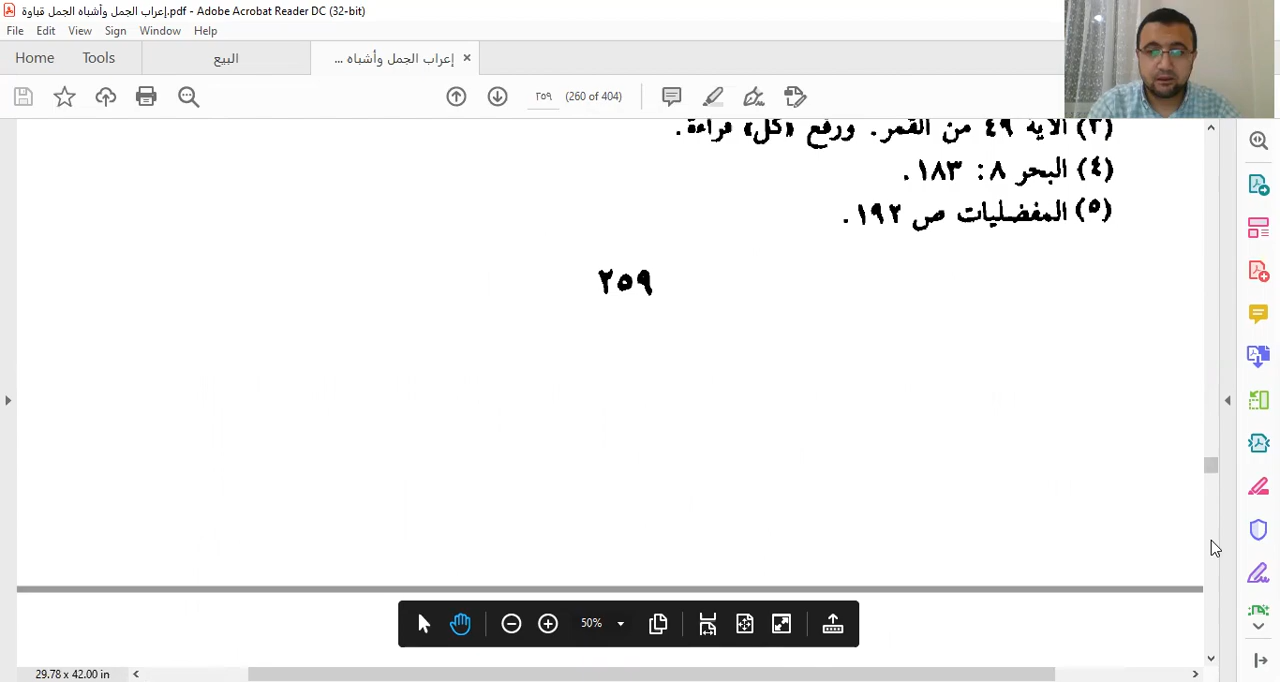 إعراب الجمل وأشباه الجمل قباوة.pdf - Adobe Acrobat Reader DC (32-bit)
File Edit View Sign Window Help
Home Tools البيع إعراب الجمل وأشباه ...
٢٥٩ (260 of 404)
(٣) الآية ٤٩ من القمر. ورفع «كل» قراءة.
(٤) البحر ٨: ١٨٣.
(٥) المفضليات ص ١٩٢.
٢٥٩
50%
29.78 x 42.00 in